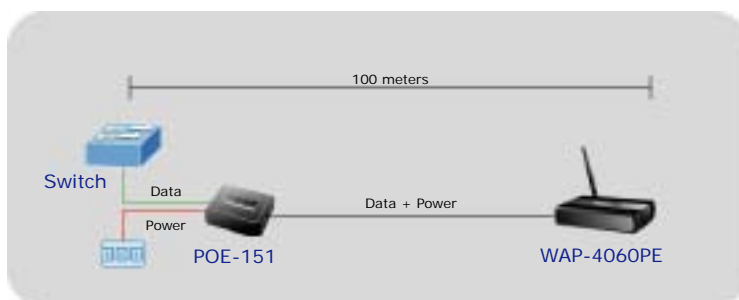 100 meters
Switch
Data
Data + Power
Power
POE-151
WAP-4060PE